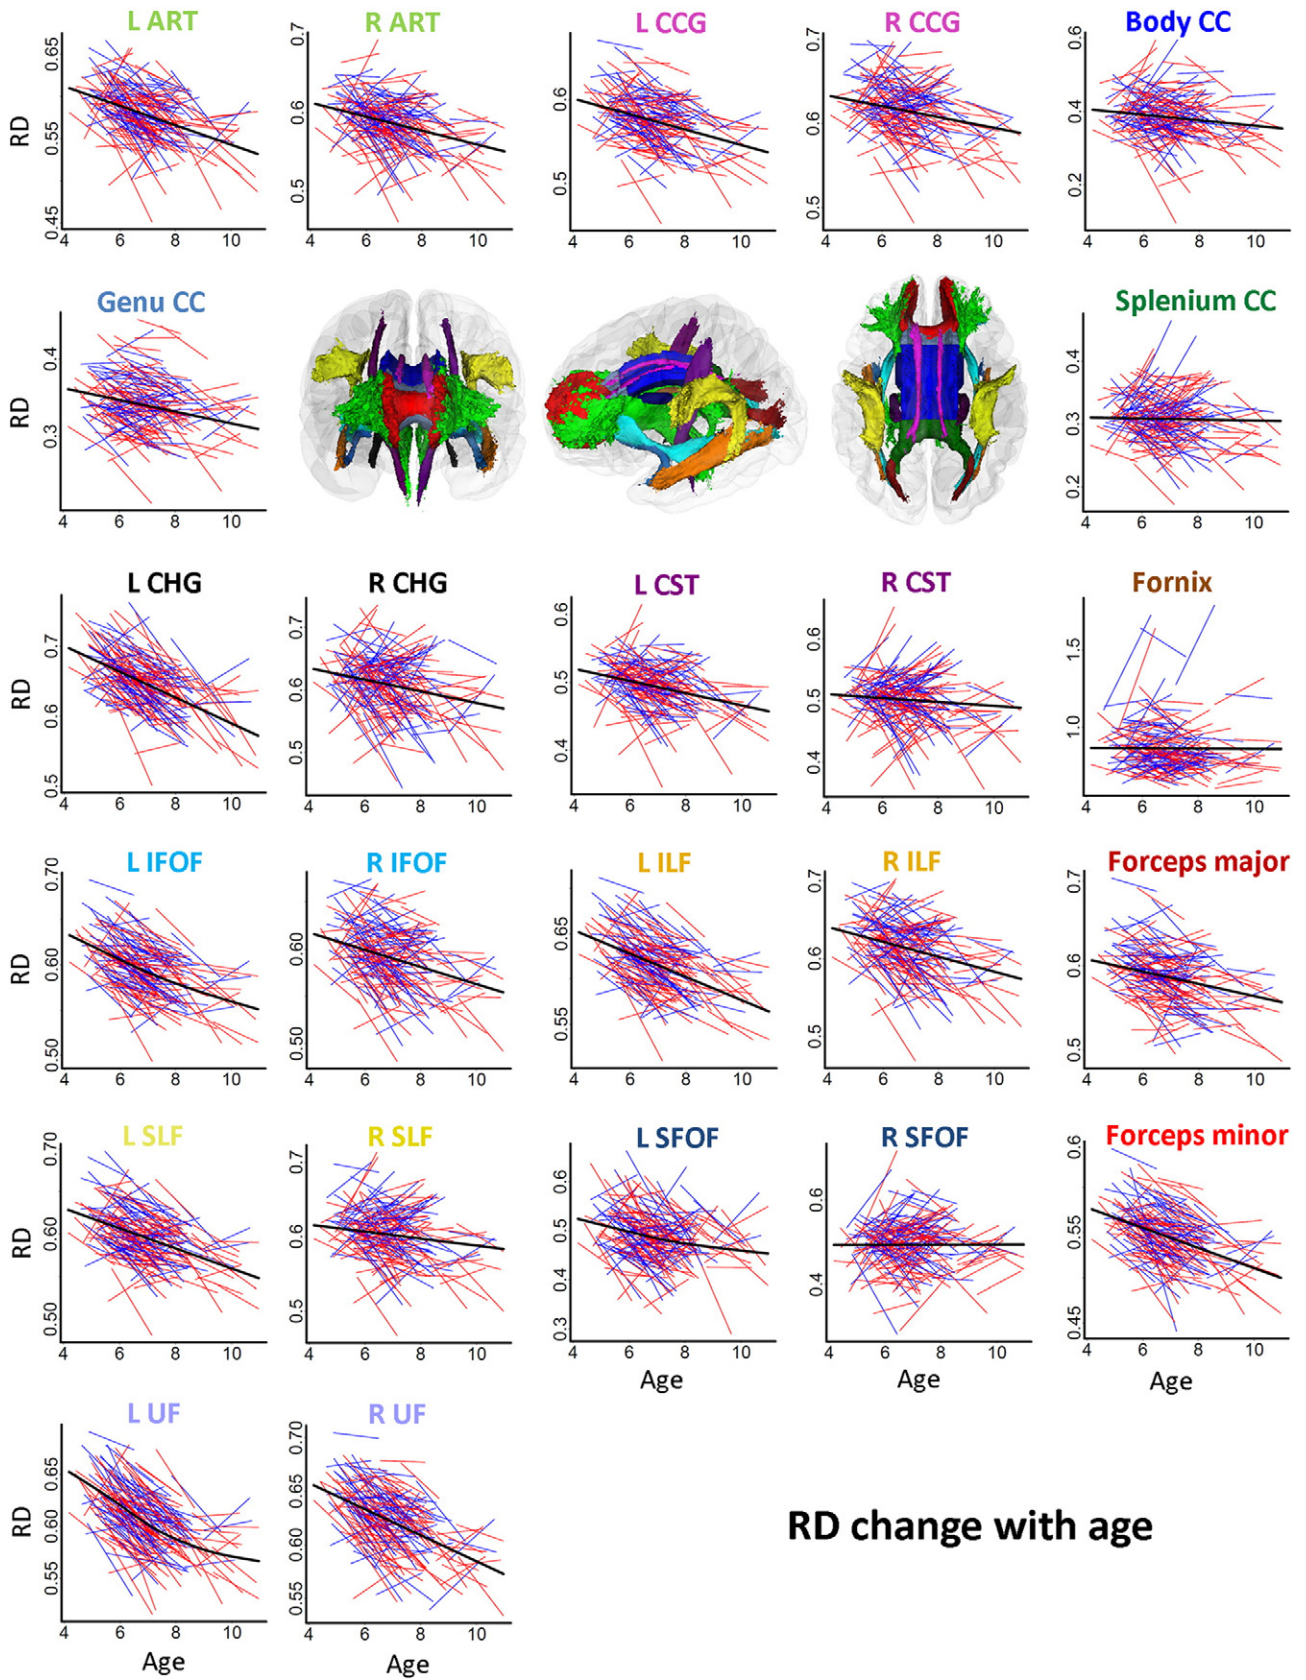 L ART
R ART
L CCG
R CCG
Body CC
RD
0.45 0.55 0.65
4 6 8 10
0.5 0.6 0.7
4 6 8 10
0.5 0.6
4 6 8 10
0.5 0.6 0.7
4 6 8 10
0.2 0.4 0.6
4 6 8 10
Genu CC
Splenium CC
RD
0.3 0.4
4 6 8 10
0.2 0.3 0.4
4 6 8 10
L CHG
R CHG
L CST
R CST
Fornix
RD
0.5 0.6 0.7
4 6 8 10
0.5 0.6 0.7
4 6 8 10
0.4 0.5 0.6
4 6 8 10
0.4 0.5 0.6
4 6 8 10
1.0 1.5
4 6 8 10
L IFOF
R IFOF
L ILF
R ILF
Forceps major
RD
0.50 0.60 0.70
4 6 8 10
0.50 0.60
4 6 8 10
0.55 0.65
4 6 8 10
0.5 0.6 0.7
4 6 8 10
0.5 0.6 0.7
4 6 8 10
L SLF
R SLF
L SFOF
R SFOF
Forceps minor
RD
0.50 0.60 0.70
4 6 8 10
0.5 0.6 0.7
4 6 8 10
0.3 0.4 0.5 0.6
4 6 8 10
Age
0.4 0.6
4 6 8 10
Age
0.45 0.55 0.6
4 6 8 10
Age
L UF
R UF
RD
0.55 0.60 0.65
4 6 8 10
Age
0.55 0.60 0.65 0.70
4 6 8 10
Age
RD change with age